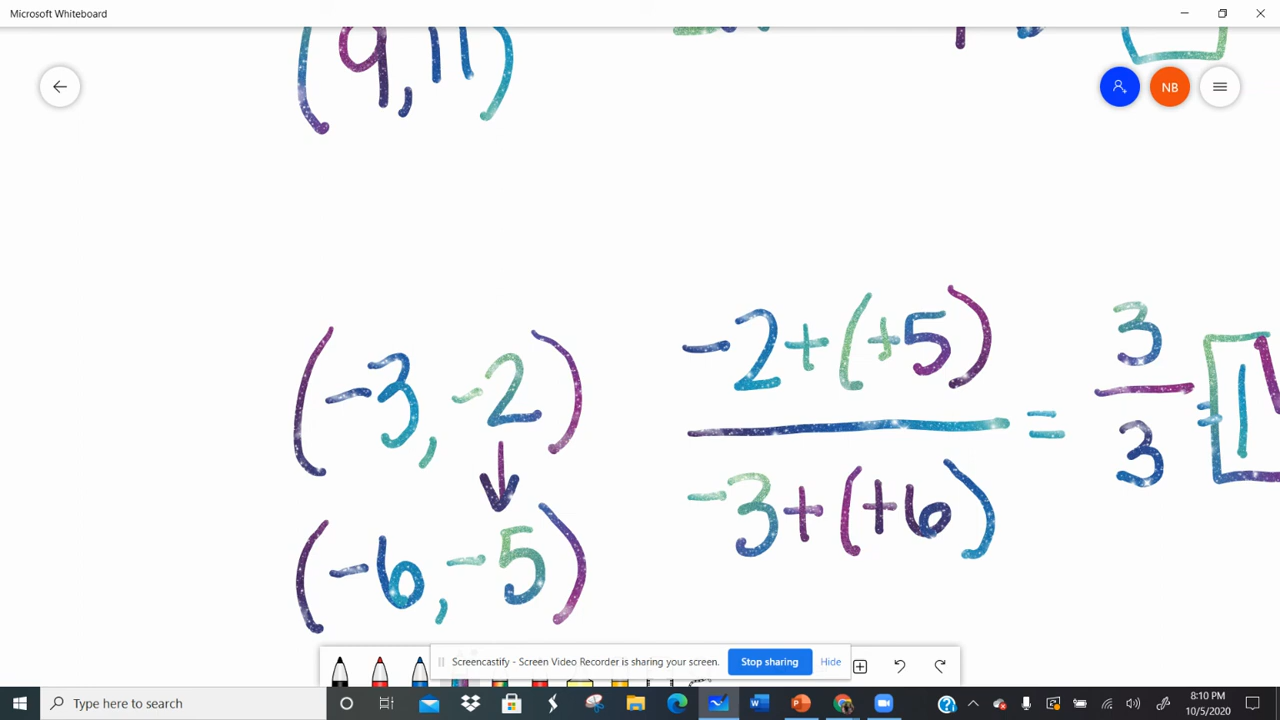 Microsoft Whiteboard
(9,11)
NB
(-3,-2)
(-6,-5)
-2+(+5)
-3+(+6)
=
3
3
=
1
Screencastify - Screen Video Recorder is sharing your screen.
Stop sharing
Hide
Type here to search
8:10 PM
10/5/2020